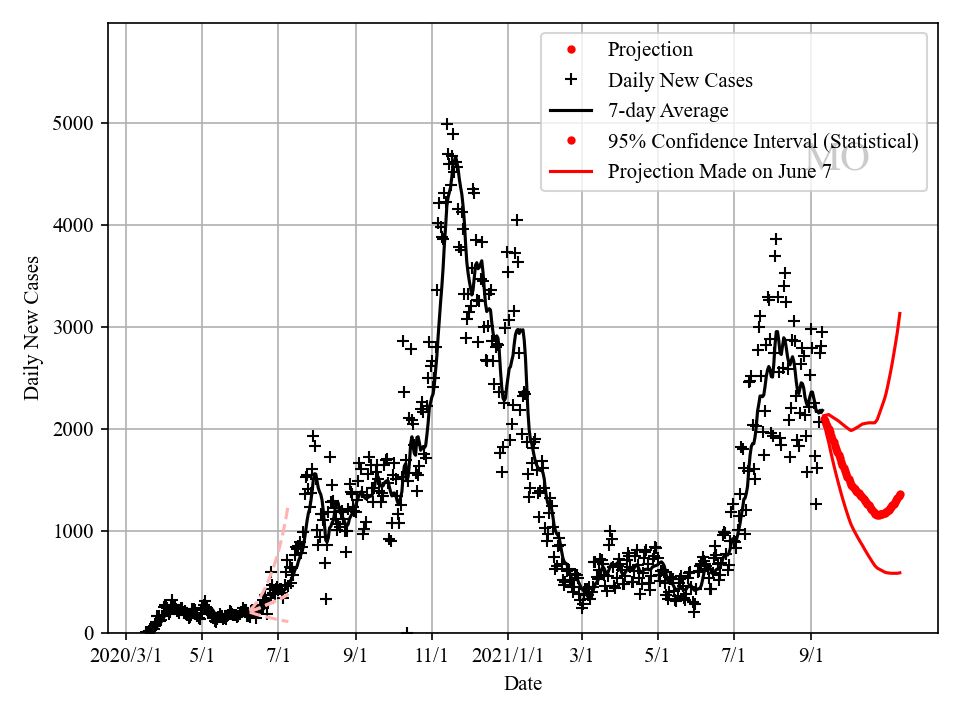 Projection
Daily New Cases
7-day Average
95% Confidence Interval (Statistical)
MO
Projection Made on June 7
5000
4000
3000
2000
1000
0
Daily New Cases
2020/3/1 5/1 7/1 9/1 11/1 2021/1/1 3/1 5/1 7/1 9/1
Date